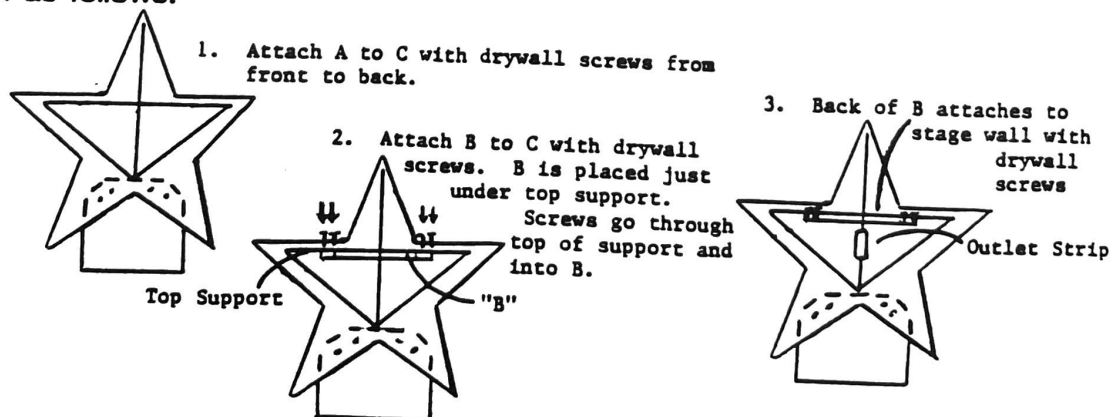 1. Attach A to C with drywall screws from
front to back.
2. Attach B to C with drywall
screws. B is placed just
under top support.
Screws go through
top of support and
into B.
Top Support
"B"
3. Back of B attaches to
stage wall with
drywall
screws
Outlet Strip